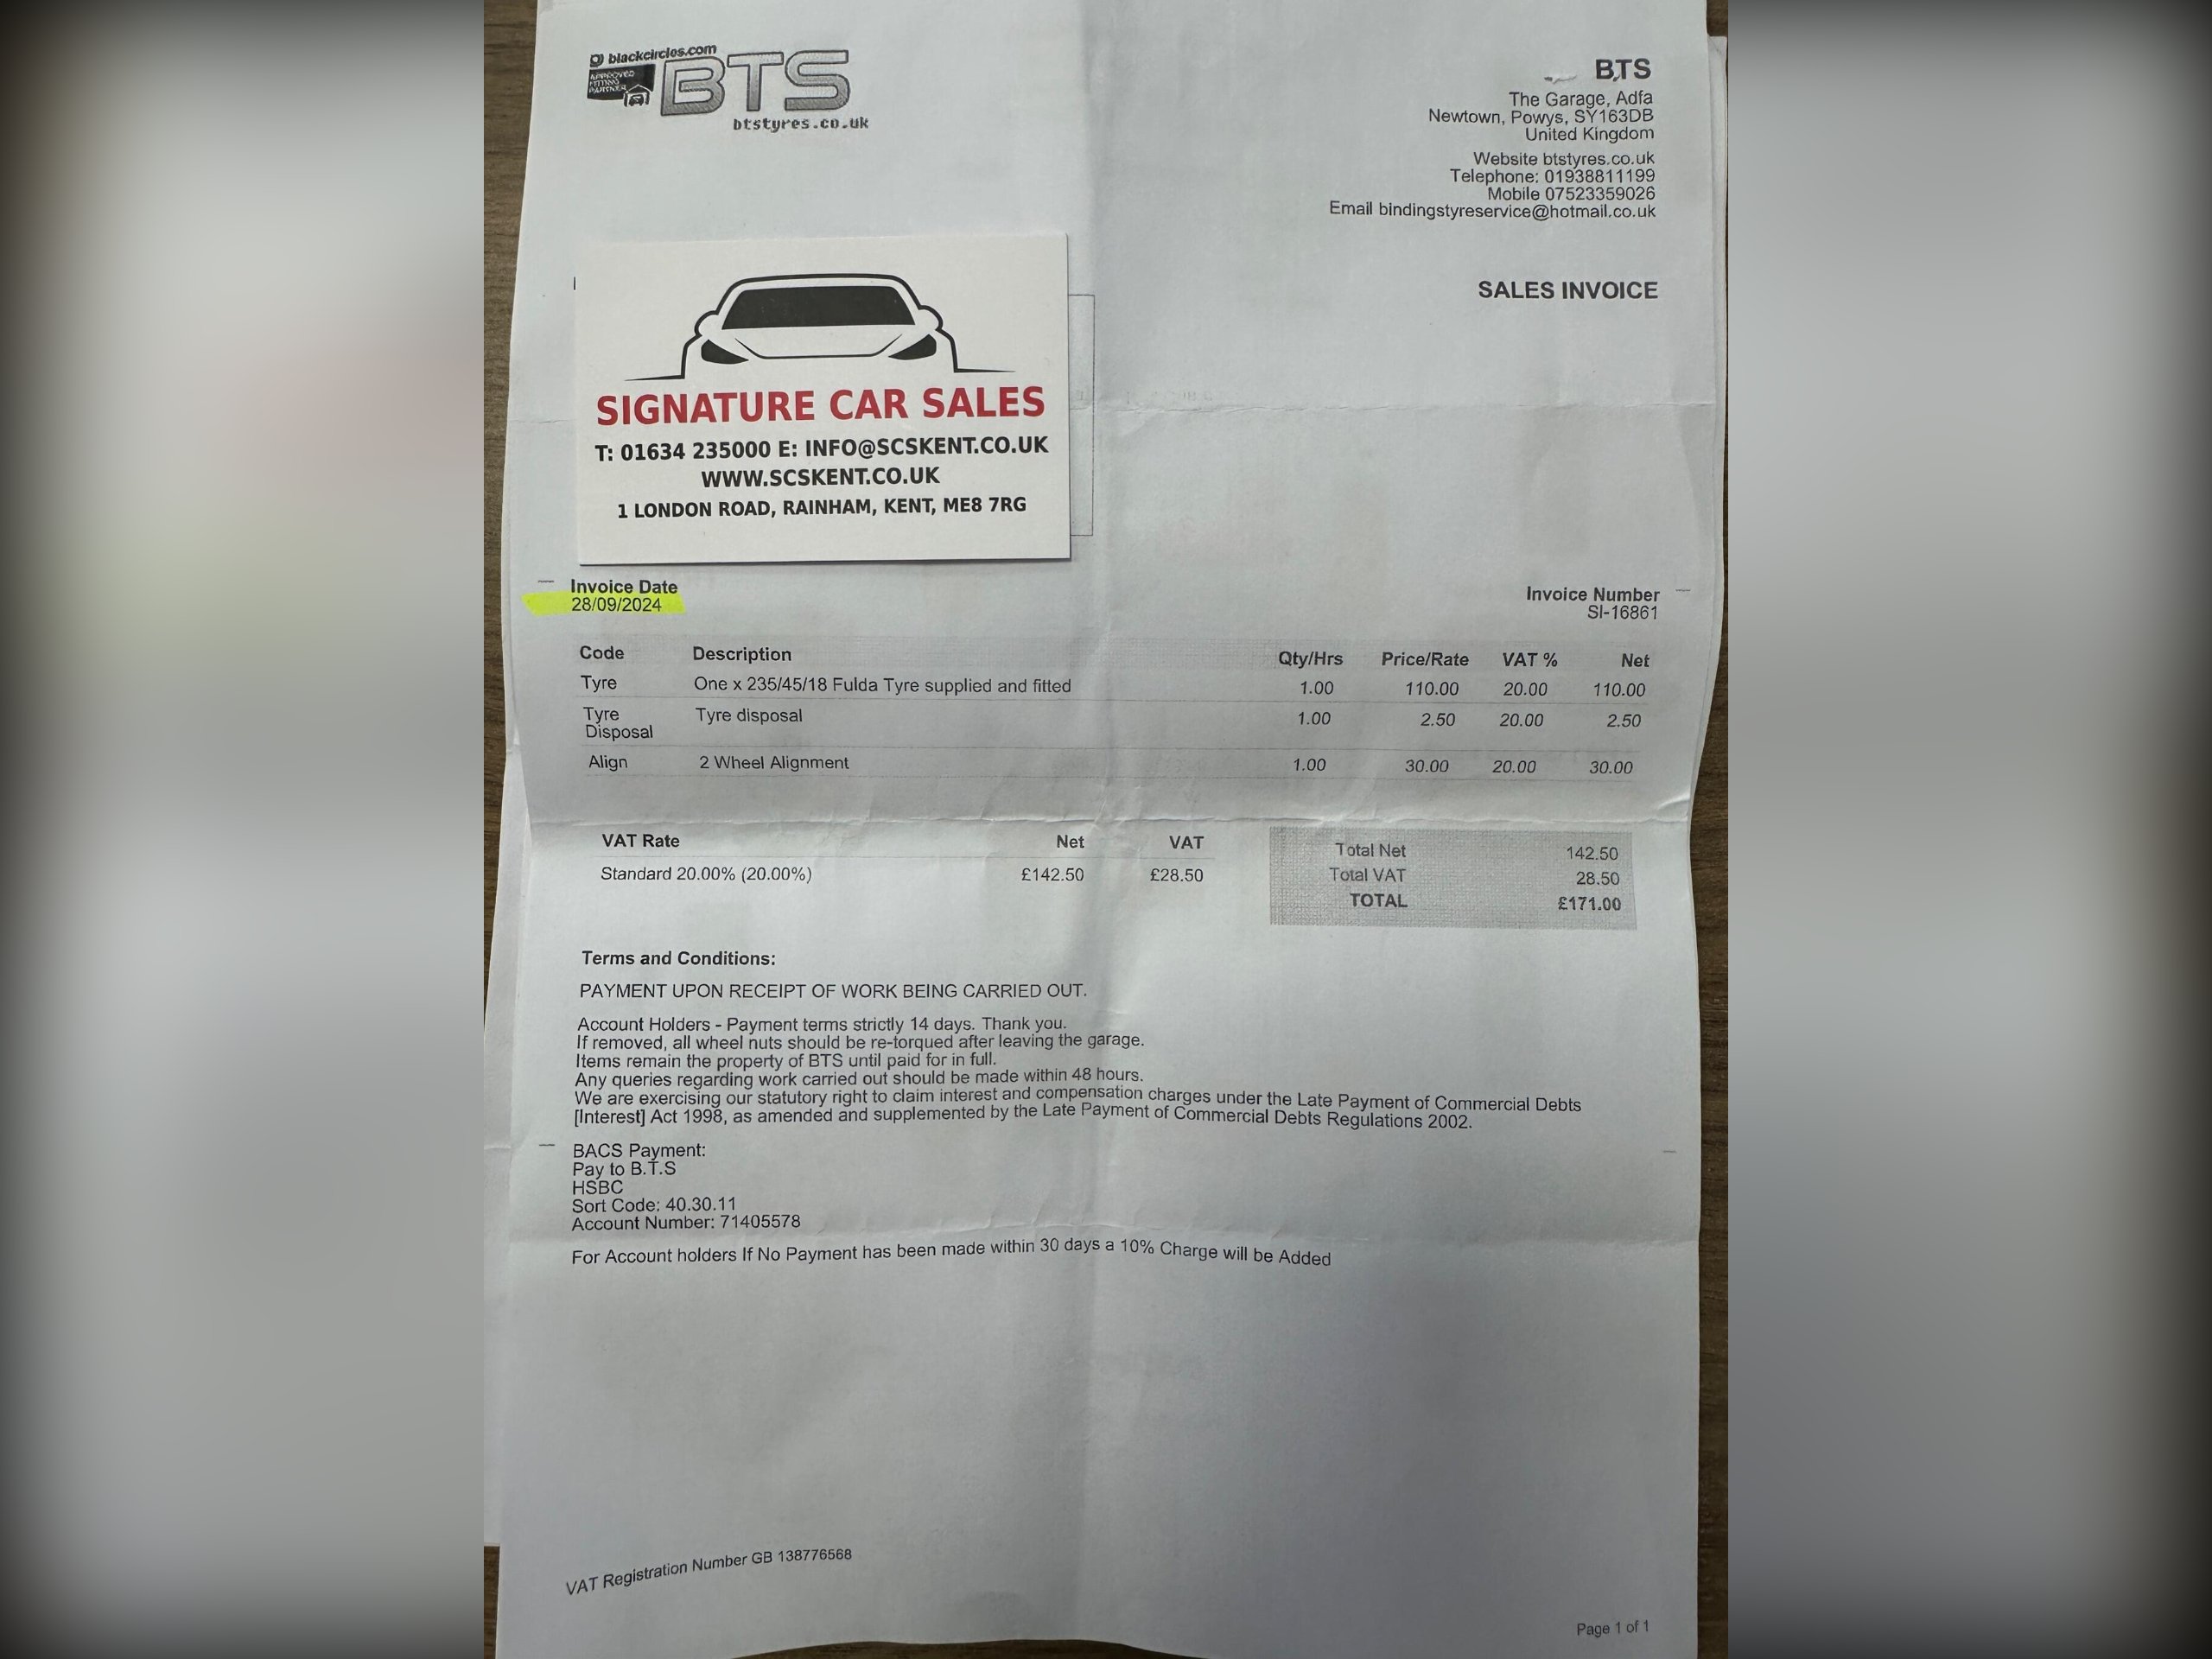 blackcircles.com
APPROVED
FITTING
PARTNER
BTS
btstyres.co.uk
BTS
The Garage, Adfa
Newtown, Powys, SY163DB
United Kingdom
Website btstyres.co.uk
Telephone: 01938811199
Mobile 07523359026
Email bindingstyreservice@hotmail.co.uk
SALES INVOICE
SIGNATURE CAR SALES
T: 01634 235000 E: INFO@SCSKENT.CO.UK
WWW.SCSKENT.CO.UK
1 LONDON ROAD, RAINHAM, KENT, ME8 7RG
Invoice Date
28/09/2024
Invoice Number
SI-16861
Code Description Qty/Hrs Price/Rate VAT % Net
Tyre One x 235/45/18 Fulda Tyre supplied and fitted 1.00 110.00 20.00 110.00
Tyre Disposal Tyre disposal 1.00 2.50 20.00 2.50
Align 2 Wheel Alignment 1.00 30.00 20.00 30.00
VAT Rate Net VAT
Standard 20.00% (20.00%) £142.50 £28.50
Total Net 142.50
Total VAT 28.50
TOTAL £171.00
Terms and Conditions:
PAYMENT UPON RECEIPT OF WORK BEING CARRIED OUT.
Account Holders - Payment terms strictly 14 days. Thank you.
If removed, all wheel nuts should be re-torqued after leaving the garage.
Items remain the property of BTS until paid for in full.
Any queries regarding work carried out should be made within 48 hours.
We are exercising our statutory right to claim interest and compensation charges under the Late Payment of Commercial Debts
[Interest] Act 1998, as amended and supplemented by the Late Payment of Commercial Debts Regulations 2002.
BACS Payment:
Pay to B.T.S
HSBC
Sort Code: 40.30.11
Account Number: 71405578
For Account holders If No Payment has been made within 30 days a 10% Charge will be Added
VAT Registration Number GB 138776568
Page 1 of 1